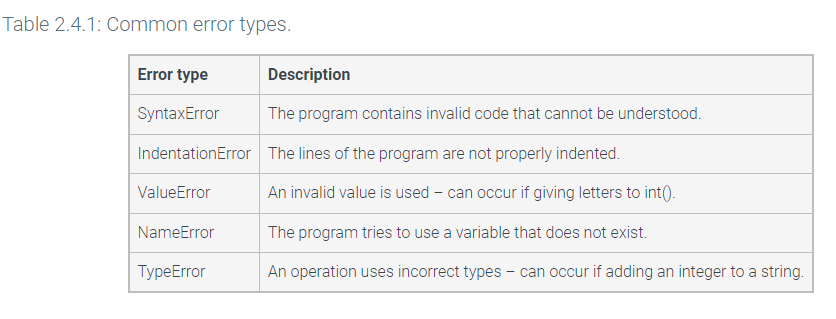 Table 2.4.1: Common error types.
Error type Description
SyntaxError The program contains invalid code that cannot be understood.
IndentationError The lines of the program are not properly indented.
ValueError An invalid value is used – can occur if giving letters to int().
NameError The program tries to use a variable that does not exist.
TypeError An operation uses incorrect types – can occur if adding an integer to a string.